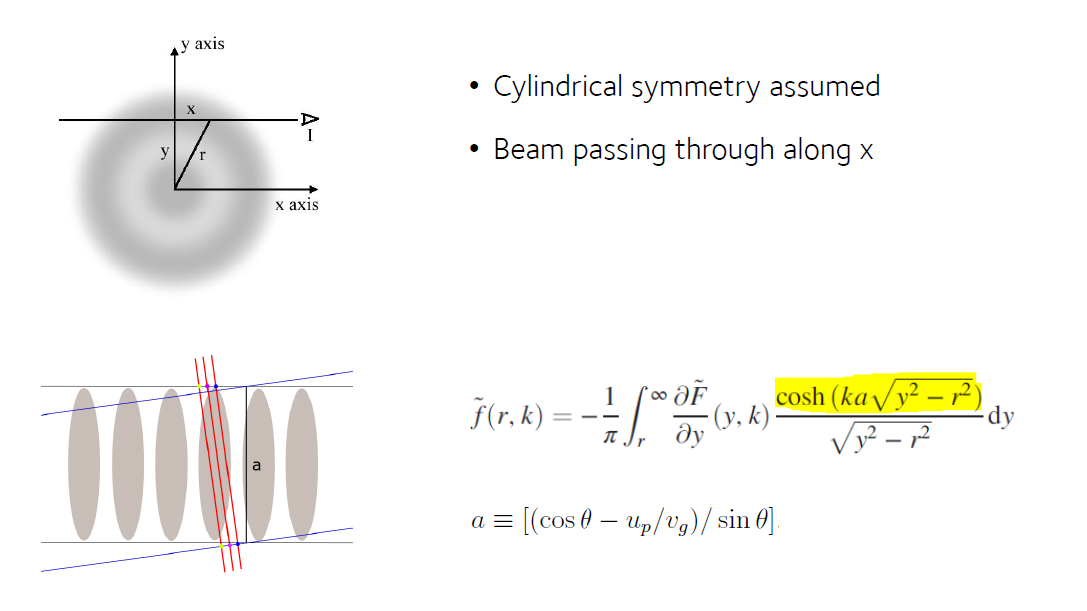 y axis
x
I
y
r
x axis
• Cylindrical symmetry assumed
• Beam passing through along x
a
f̃(r, k) = −1/π ∫_r^∞ ∂F̃/∂y (y, k) cosh (ka√(y² − r²))/√(y² − r²) dy
a ≡ [(cos θ − u_p/v_g)/ sin θ]